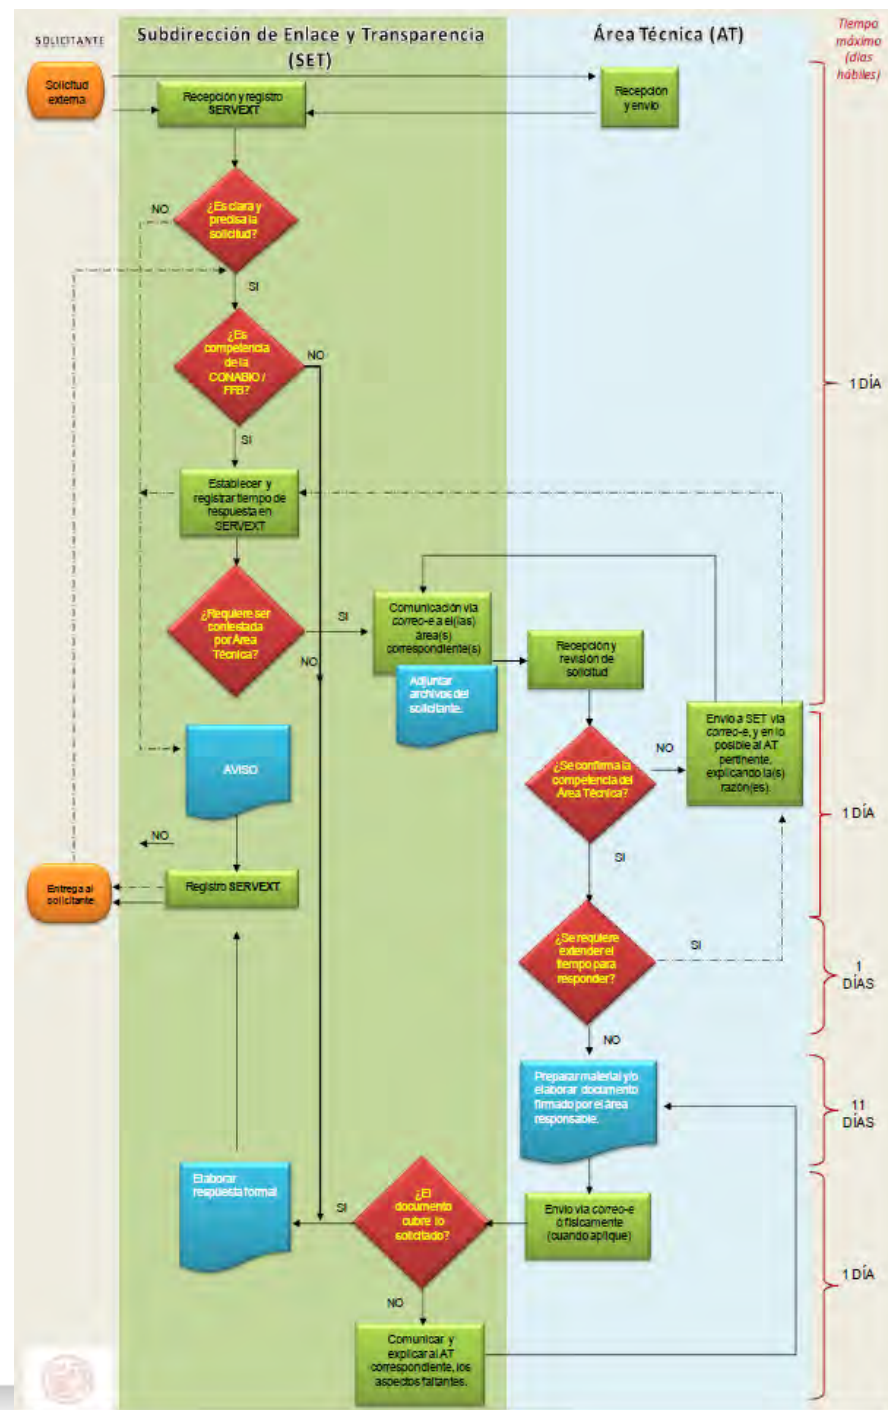 SOLICITANTE
Subdirección de Enlace y Transparencia
(SET)
Área Técnica (AT)
Tiempo
máximo
(días
hábiles)
Solicitud
externa
Recepción y registro
SERVEXT
Recepción
y envío
¿Es clara y
precisa la
solicitud?
NO
SI
¿Es
competencia
de la
CONABIO /
FFB?
NO
1 DÍA
SI
Establecer y
registrar tiempo de
respuesta en
SERVEXT
¿Requiere ser
contestada
por Área
Técnica?
SI
NO
Comunicación vía
correo-e a el(las)
área(s)
correspondiente(s)
Adjuntar
archivos del
solicitante.
Recepción y
revisión de
solicitud
Envío a SET vía
correo-e, y en lo
posible al AT
pertinente,
explicando la(s)
razón(es).
¿Se confirma la
competencia del
Área Técnica?
NO
SI
1 DÍA
AVISO
NO
Registro SERVEXT
Entrega al
solicitante
¿Se requiere
extender el
tiempo para
responder?
SI
NO
1
DÍAS
Preparar material y/o
elaborar documento
firmado por el área
responsable.
11
DÍAS
Elaborar
respuesta formal
SI
¿El
documento
cubre lo
solicitado?
Envío vía correo-e
ó físicamente
(cuando aplique)
NO
1 DÍA
Comunicar y
explicar al AT
correspondiente, los
aspectos faltantes.